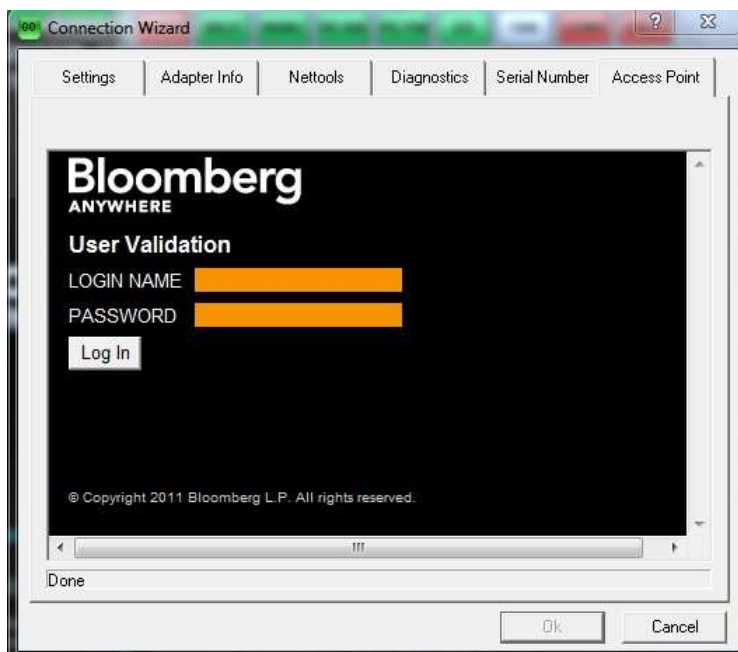 GO Connection Wizard
Settings Adapter Info Nettools Diagnostics Serial Number Access Point
Bloomberg
ANYWHERE
User Validation
LOGIN NAME
PASSWORD
Log In
© Copyright 2011 Bloomberg L.P. All rights reserved.
Done
Ok Cancel